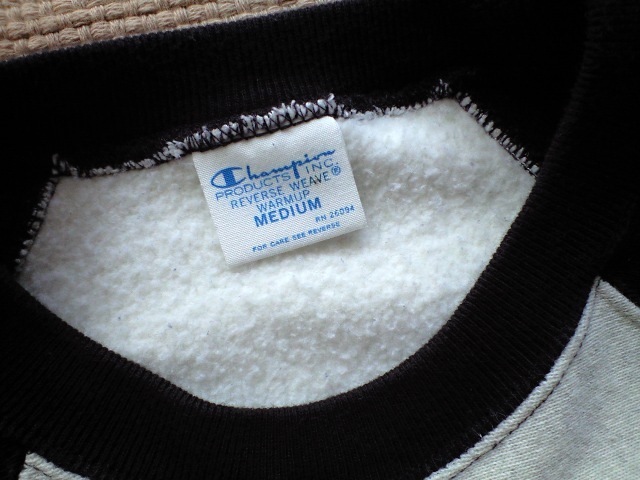 Champion
PRODUCTS INC.
REVERSE WEAVE®
WARMUP
MEDIUM
RN 26094
FOR CARE SEE REVERSE